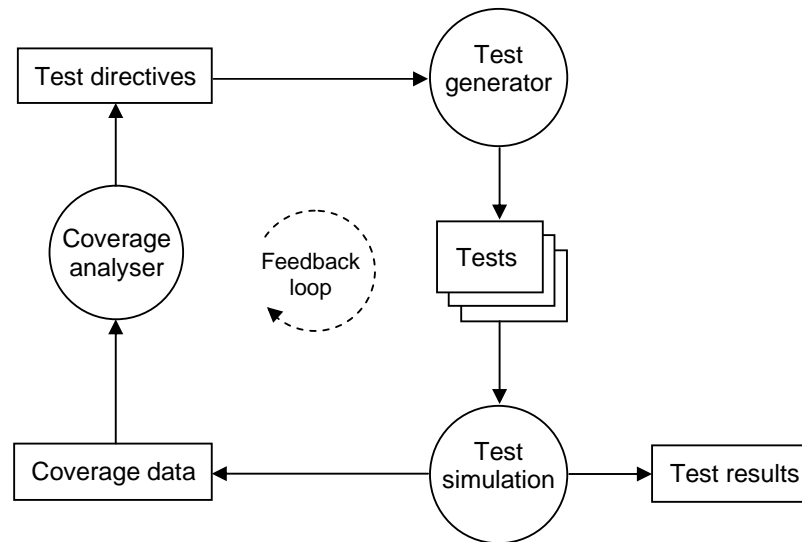 Test directives
Test
generator
Coverage
analyser
Feedback
loop
Tests
Coverage data
Test
simulation
Test results